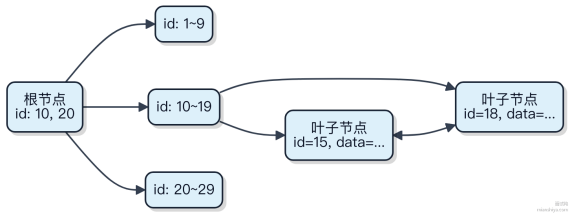 id: 1~9
根节点
id: 10, 20
id: 10~19
叶子节点
id=15, data=...
叶子节点
id=18, data=...
id: 20~29